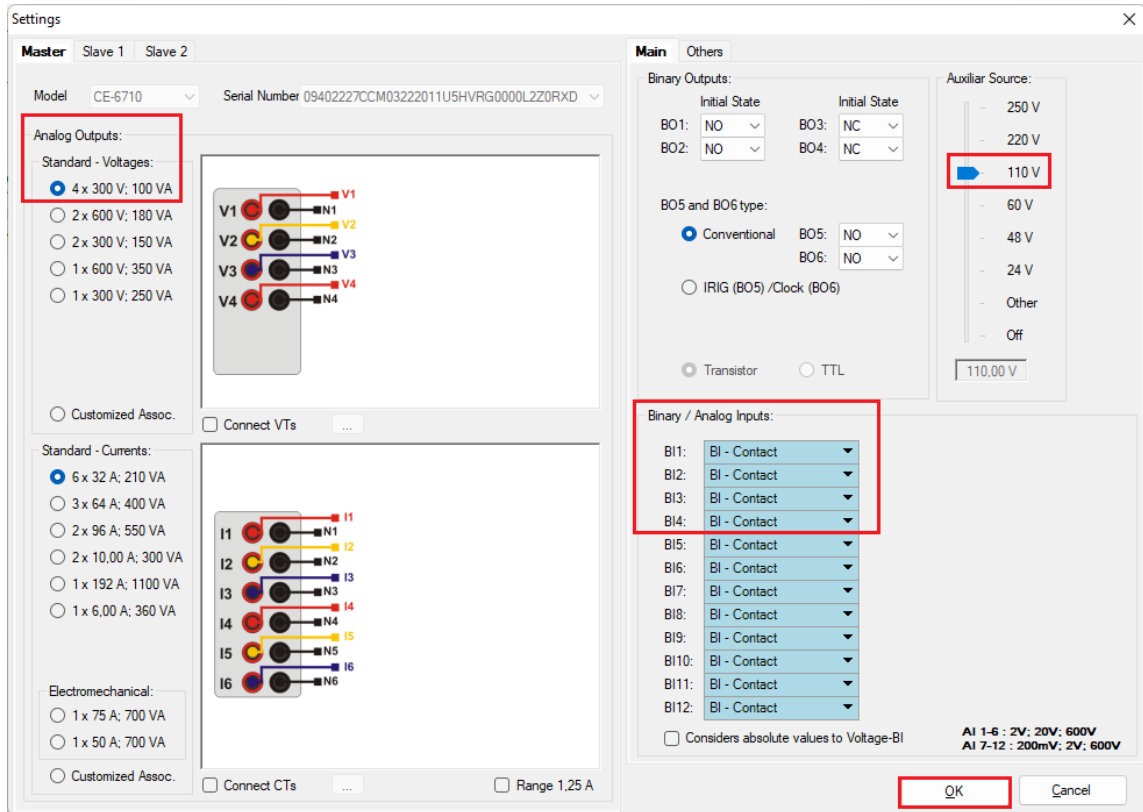 Settings
Master Slave 1 Slave 2
Model CE-6710 Serial Number 09402227CCM03222011U5HVRG0000L2Z0RXD
Analog Outputs:
Standard - Voltages:
4 x 300 V; 100 VA
2 x 600 V; 180 VA
2 x 300 V; 150 VA
1 x 600 V; 350 VA
1 x 300 V; 250 VA
Customized Assoc.
V1 V1
N1
V2 V2
N2
V3 V3
N3
V4 V4
N4
Connect VTs ...
Standard - Currents:
6 x 32 A; 210 VA
3 x 64 A; 400 VA
2 x 96 A; 550 VA
2 x 10,00 A; 300 VA
1 x 192 A; 1100 VA
1 x 6,00 A; 360 VA
Electromechanical:
1 x 75 A; 700 VA
1 x 50 A; 700 VA
Customized Assoc.
I1 I1
N1
I2 I2
N2
I3 I3
N3
I4 I4
N4
I5 I5
N5
I6 I6
N6
Connect CTs ... Range 1,25 A
Main Others
Binary Outputs:
Initial State Initial State
BO1: NO BO3: NC
BO2: NO BO4: NC
BO5 and BO6 type:
Conventional BO5: NO
BO6: NO
IRIG (BO5) /Clock (BO6)
Transistor TTL
Auxiliar Source:
250 V
220 V
110 V
60 V
48 V
24 V
Other
Off
110,00 V
Binary / Analog Inputs:
BI1: BI - Contact
BI2: BI - Contact
BI3: BI - Contact
BI4: BI - Contact
BI5: BI - Contact
BI6: BI - Contact
BI7: BI - Contact
BI8: BI - Contact
BI9: BI - Contact
BI10: BI - Contact
BI11: BI - Contact
BI12: BI - Contact
Considers absolute values to Voltage-BI
AI 1-6 : 2V; 20V; 600V
AI 7-12 : 200mV; 2V; 600V
OK Cancel